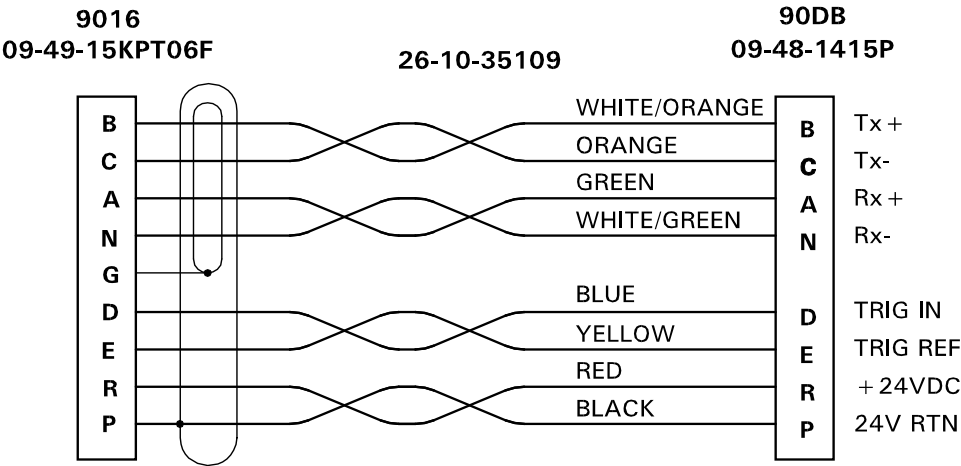 9016
09-49-15KPT06F
26-10-35109
90DB
09-48-1415P
B WHITE/ORANGE B Tx+
C ORANGE C Tx-
A GREEN A Rx+
N WHITE/GREEN N Rx-
G
D BLUE D TRIG IN
E YELLOW E TRIG REF
R RED R +24VDC
P BLACK P 24V RTN